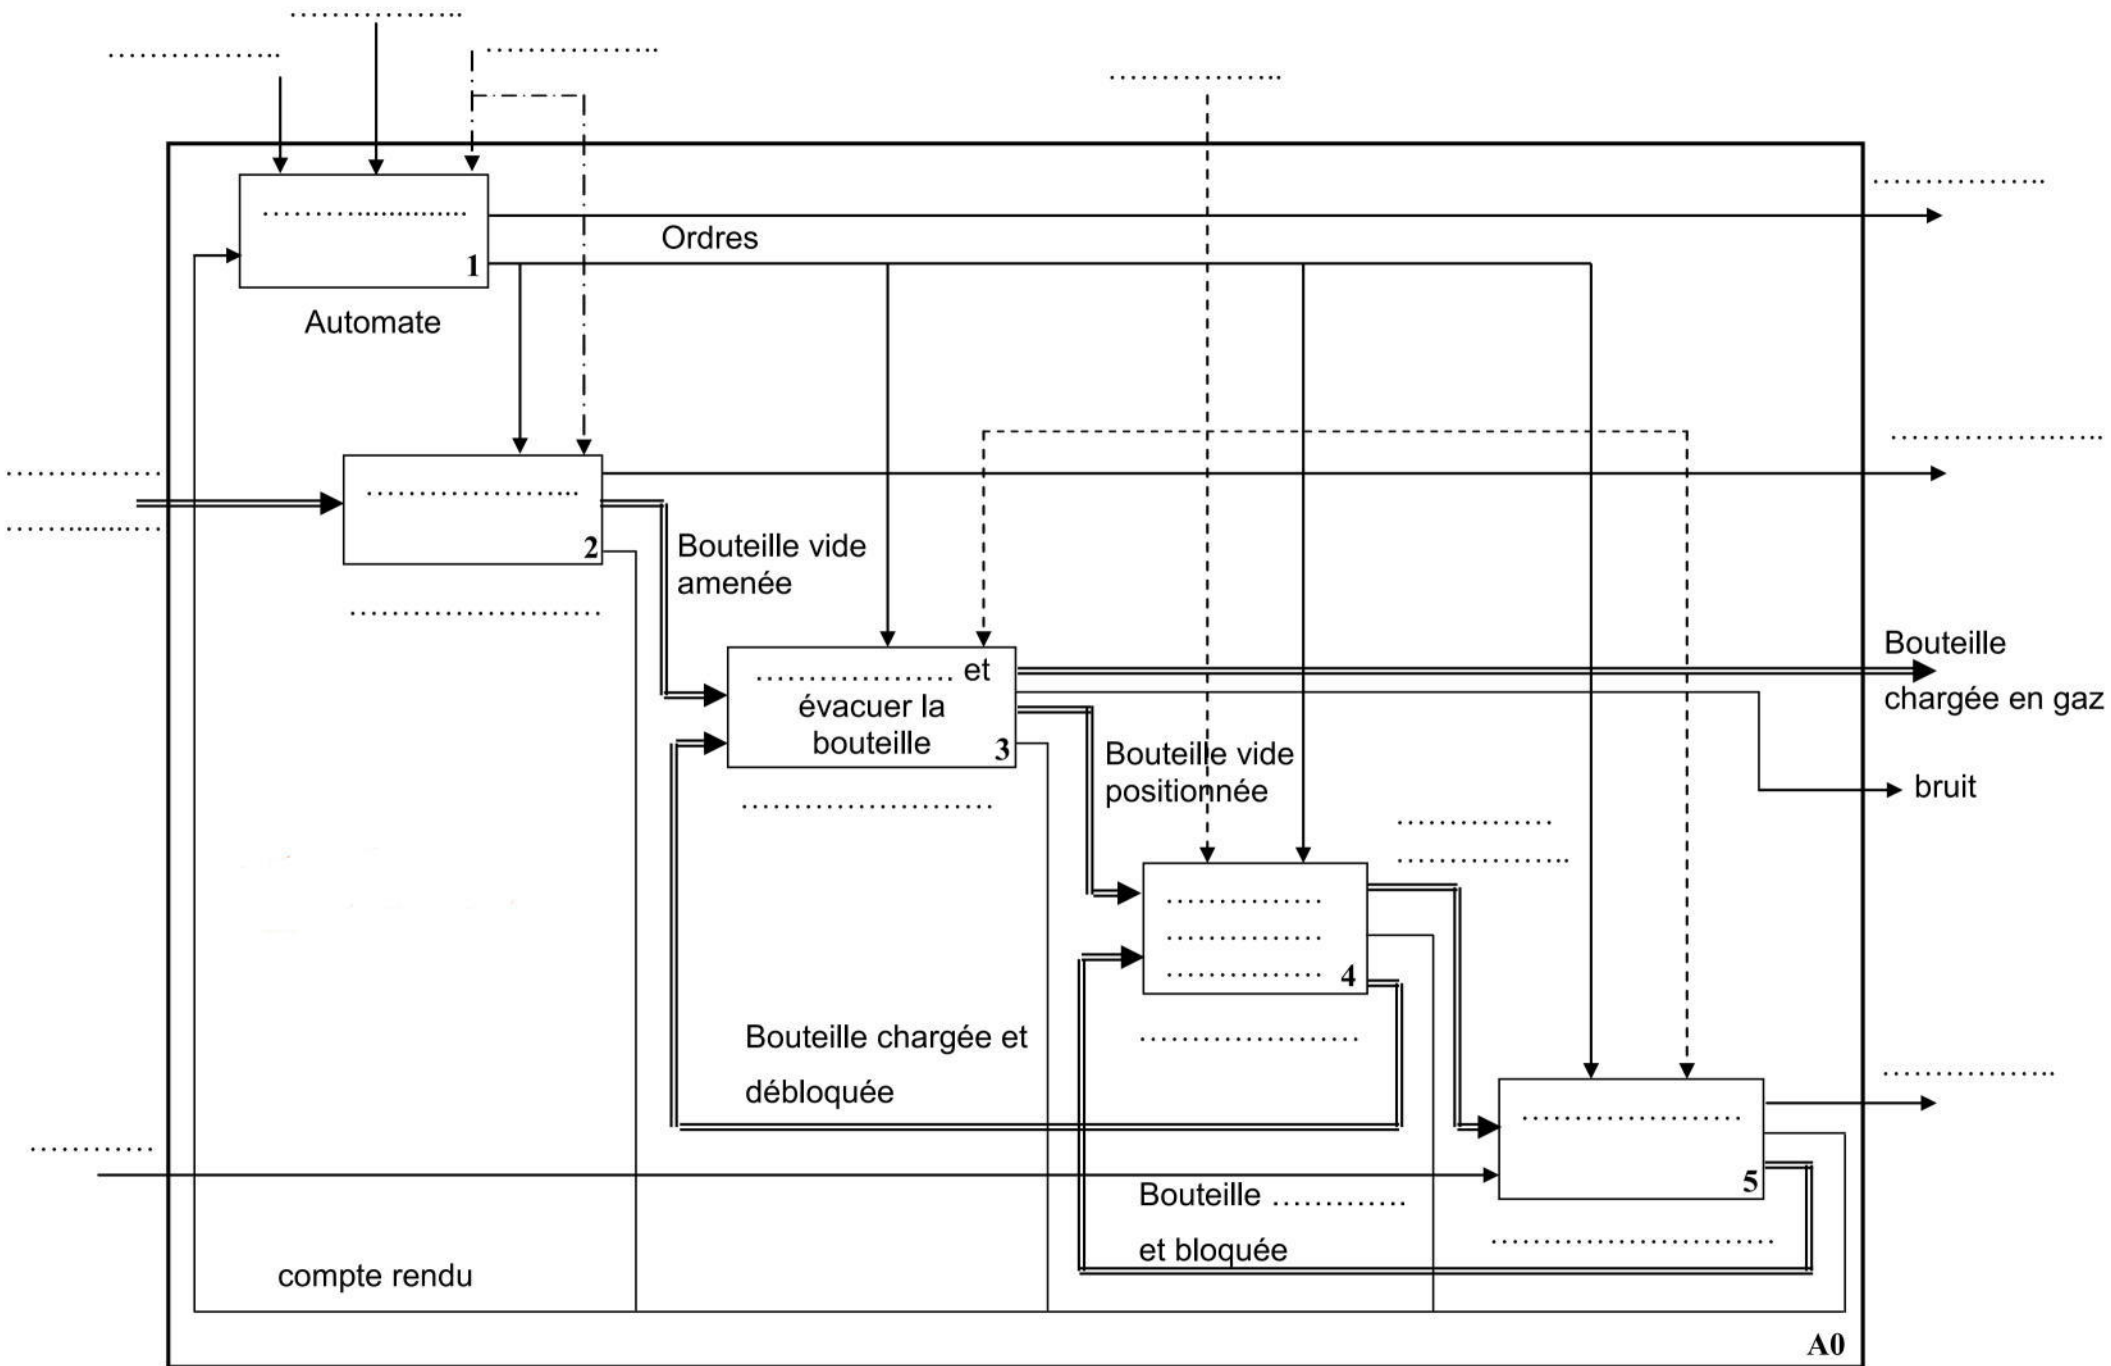 Ordres
1
Automate
2
Bouteille vide
amenée
et
évacuer la
bouteille
3
Bouteille
chargée en gaz
bruit
Bouteille vide
positionnée
4
Bouteille chargée et
débloquée
5
Bouteille .............
et bloquée
compte rendu
A0